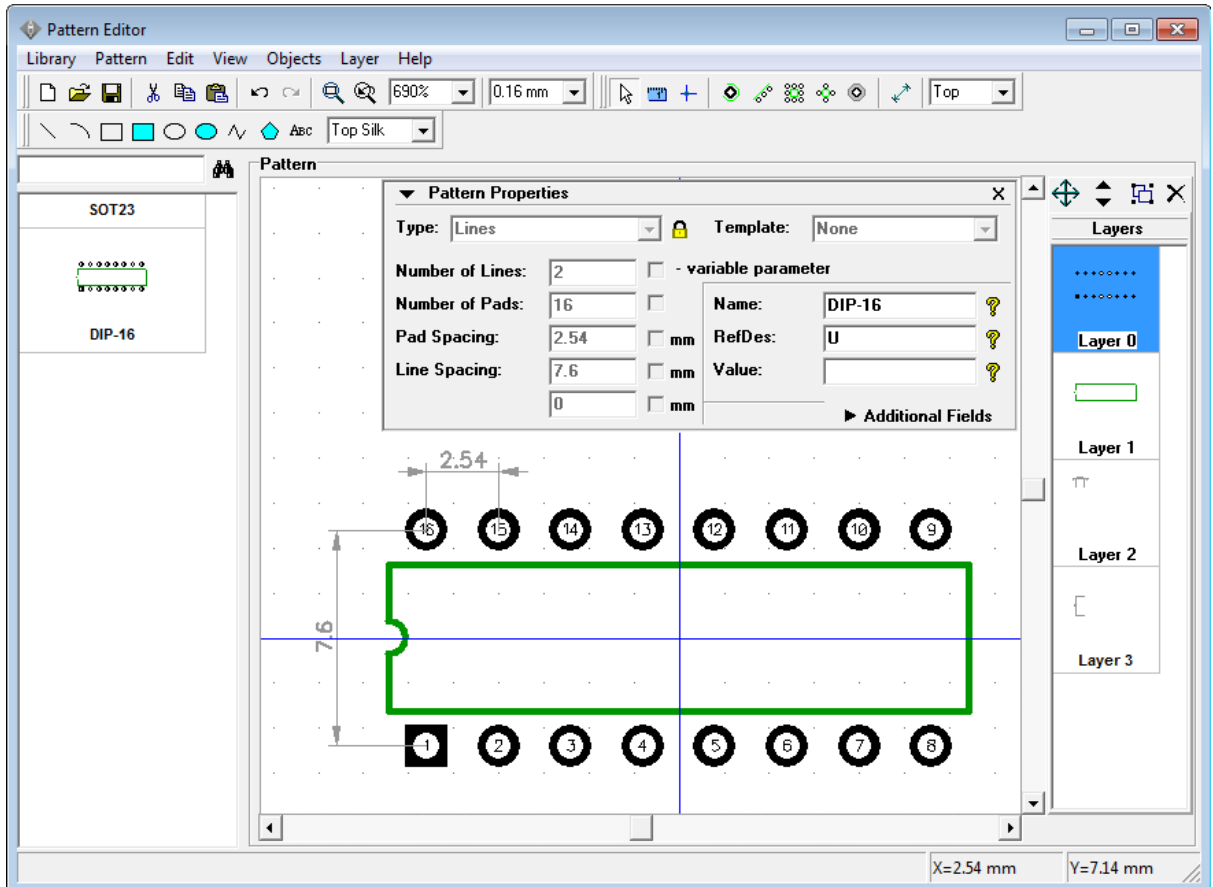 Pattern Editor
Library Pattern Edit View Objects Layer Help
690% 0.16 mm Top
ABC Top Silk
Pattern
SOT23
DIP-16
Pattern Properties X
Type: Lines Template: None
Number of Lines: 2 - variable parameter
Number of Pads: 16 Name: DIP-16 ?
Pad Spacing: 2.54 mm RefDes: U ?
Line Spacing: 7.6 mm Value: ?
0 mm Additional Fields
2.54
16 15 14 13 12 11 10 9
7.6
1 2 3 4 5 6 7 8
Layers
Layer 0
Layer 1
Layer 2
Layer 3
X=2.54 mm Y=7.14 mm